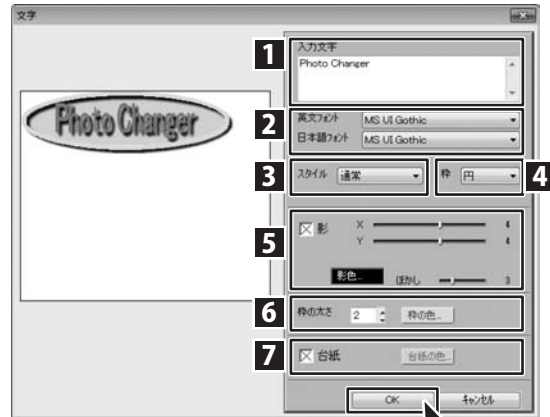 文字
1
入力文字
Photo Changer
Photo Changer
2
英文フォント MS UI Gothic
日本語フォント MS UI Gothic
3
スタイル 通常
枠 円
4
5
影 X 4
Y 4
影色... ぼかし 3
6
枠の太さ 2 枠の色...
7
台紙 台紙の色...
OK キャンセル